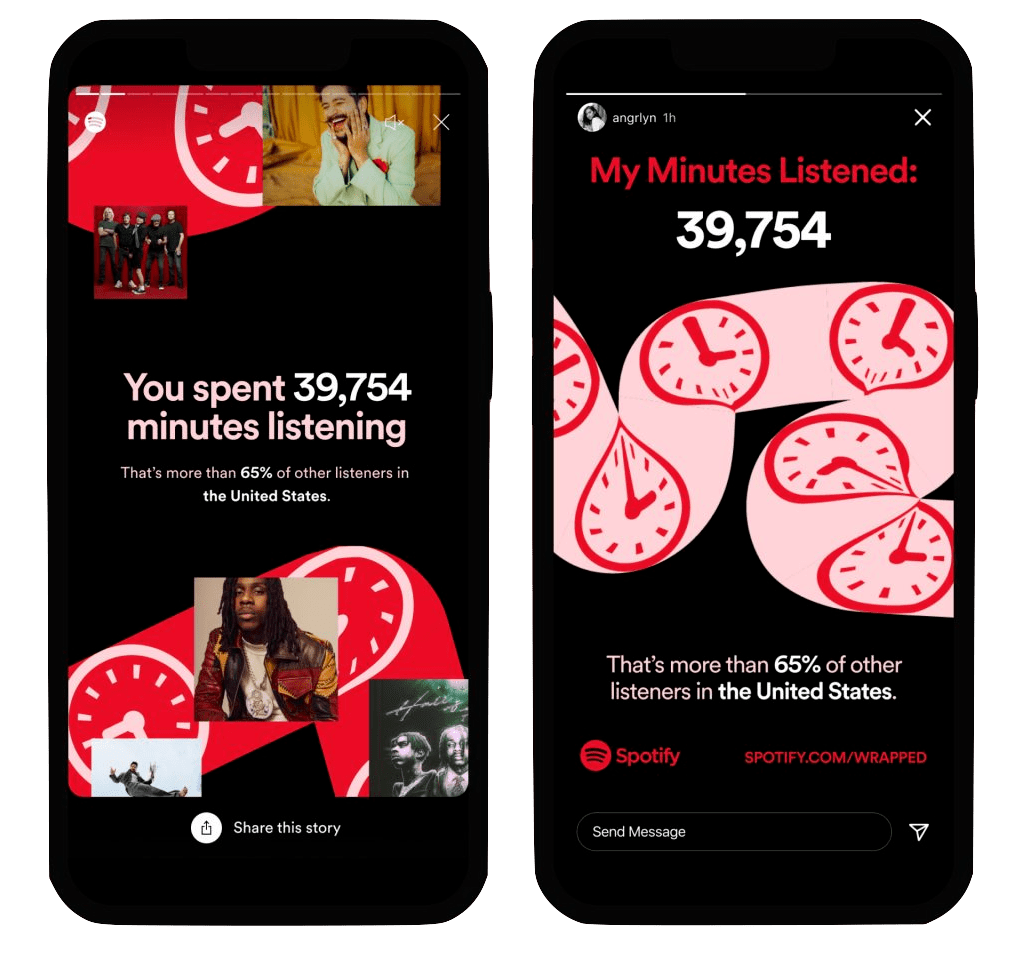 You spent 39,754
minutes listening
That's more than 65% of other listeners in
the United States.
Share this story
angrlyn 1h
My Minutes Listened:
39,754
That's more than 65% of other
listeners in the United States.
Spotify
SPOTIFY.COM/WRAPPED
Send Message